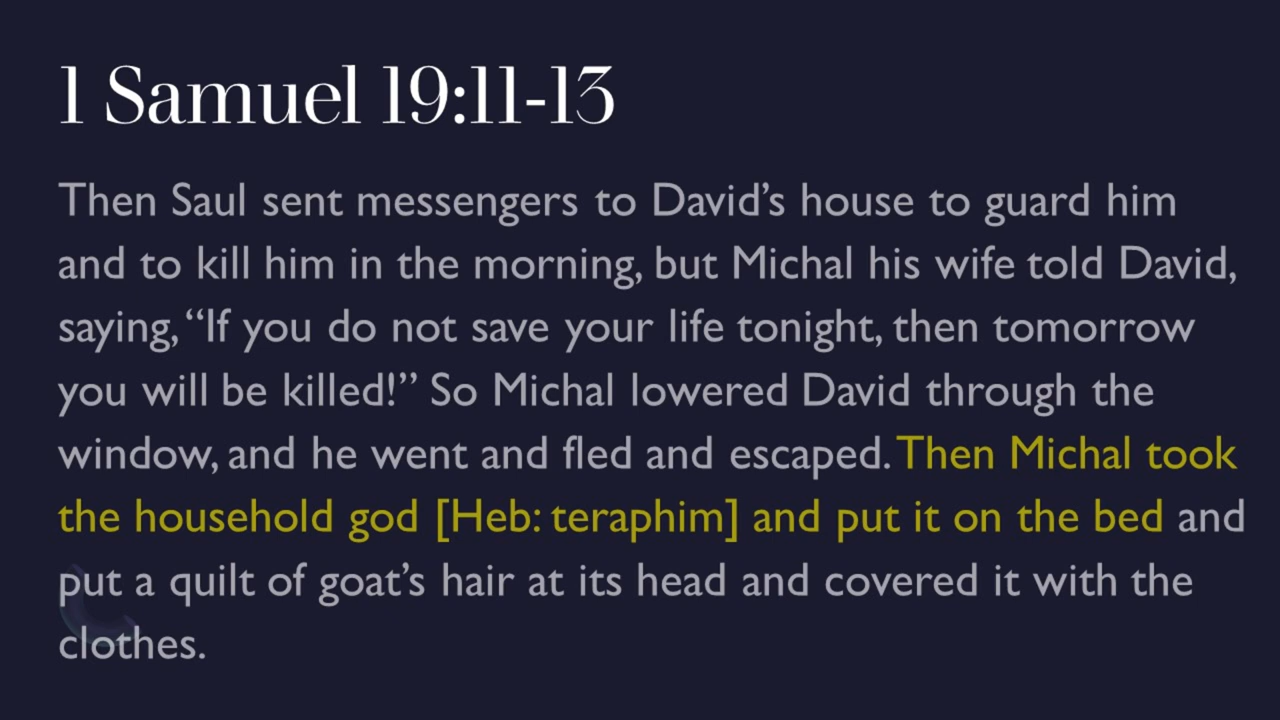 1 Samuel 19:11-13
Then Saul sent messengers to David’s house to guard him
and to kill him in the morning, but Michal his wife told David,
saying, “If you do not save your life tonight, then tomorrow
you will be killed!” So Michal lowered David through the
window, and he went and fled and escaped. Then Michal took
the household god [Heb: teraphim] and put it on the bed and
put a quilt of goat’s hair at its head and covered it with the
clothes.